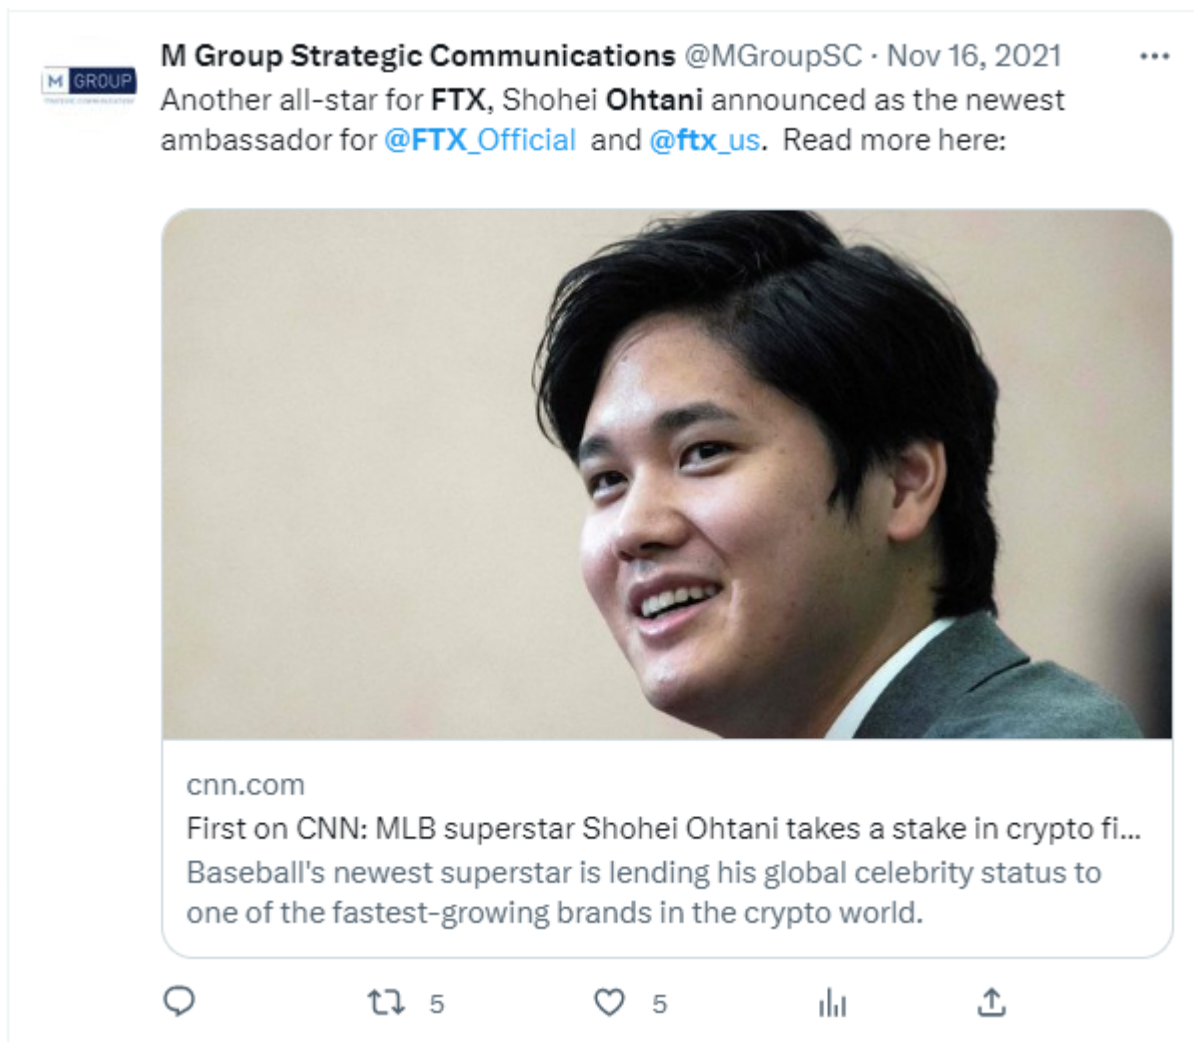 M Group Strategic Communications @MGroupSC · Nov 16, 2021
M GROUP
Another all-star for FTX, Shohei Ohtani announced as the newest
ambassador for @FTX_Official and @ftx_us. Read more here:
cnn.com
First on CNN: MLB superstar Shohei Ohtani takes a stake in crypto fi...
Baseball's newest superstar is lending his global celebrity status to
one of the fastest-growing brands in the crypto world.
5 5